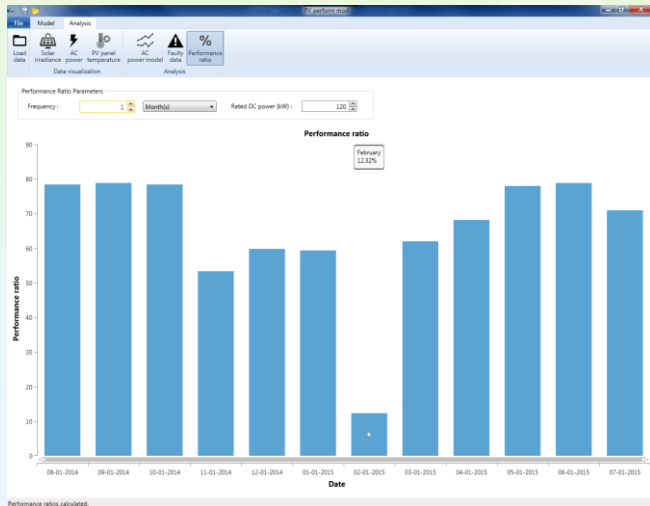 PV perform mod
File Model Analysis
Load data
Solar irradiance
AC power
PV panel temperature
AC power model
Faulty data
% Performance ratio
Data visualization
Analysis
Performance Ratio Parameters
Frequency : 1 Month(s) Rated DC power (kW) : 120
Performance ratio
February
12.32%
90
80
70
60
50
40
30
20
10
0
Performance ratio
08-01-2014 09-01-2014 10-01-2014 11-01-2014 12-01-2014 01-01-2015 02-01-2015 03-01-2015 04-01-2015 05-01-2015 06-01-2015 07-01-2015
Date
Performance ratios calculated.